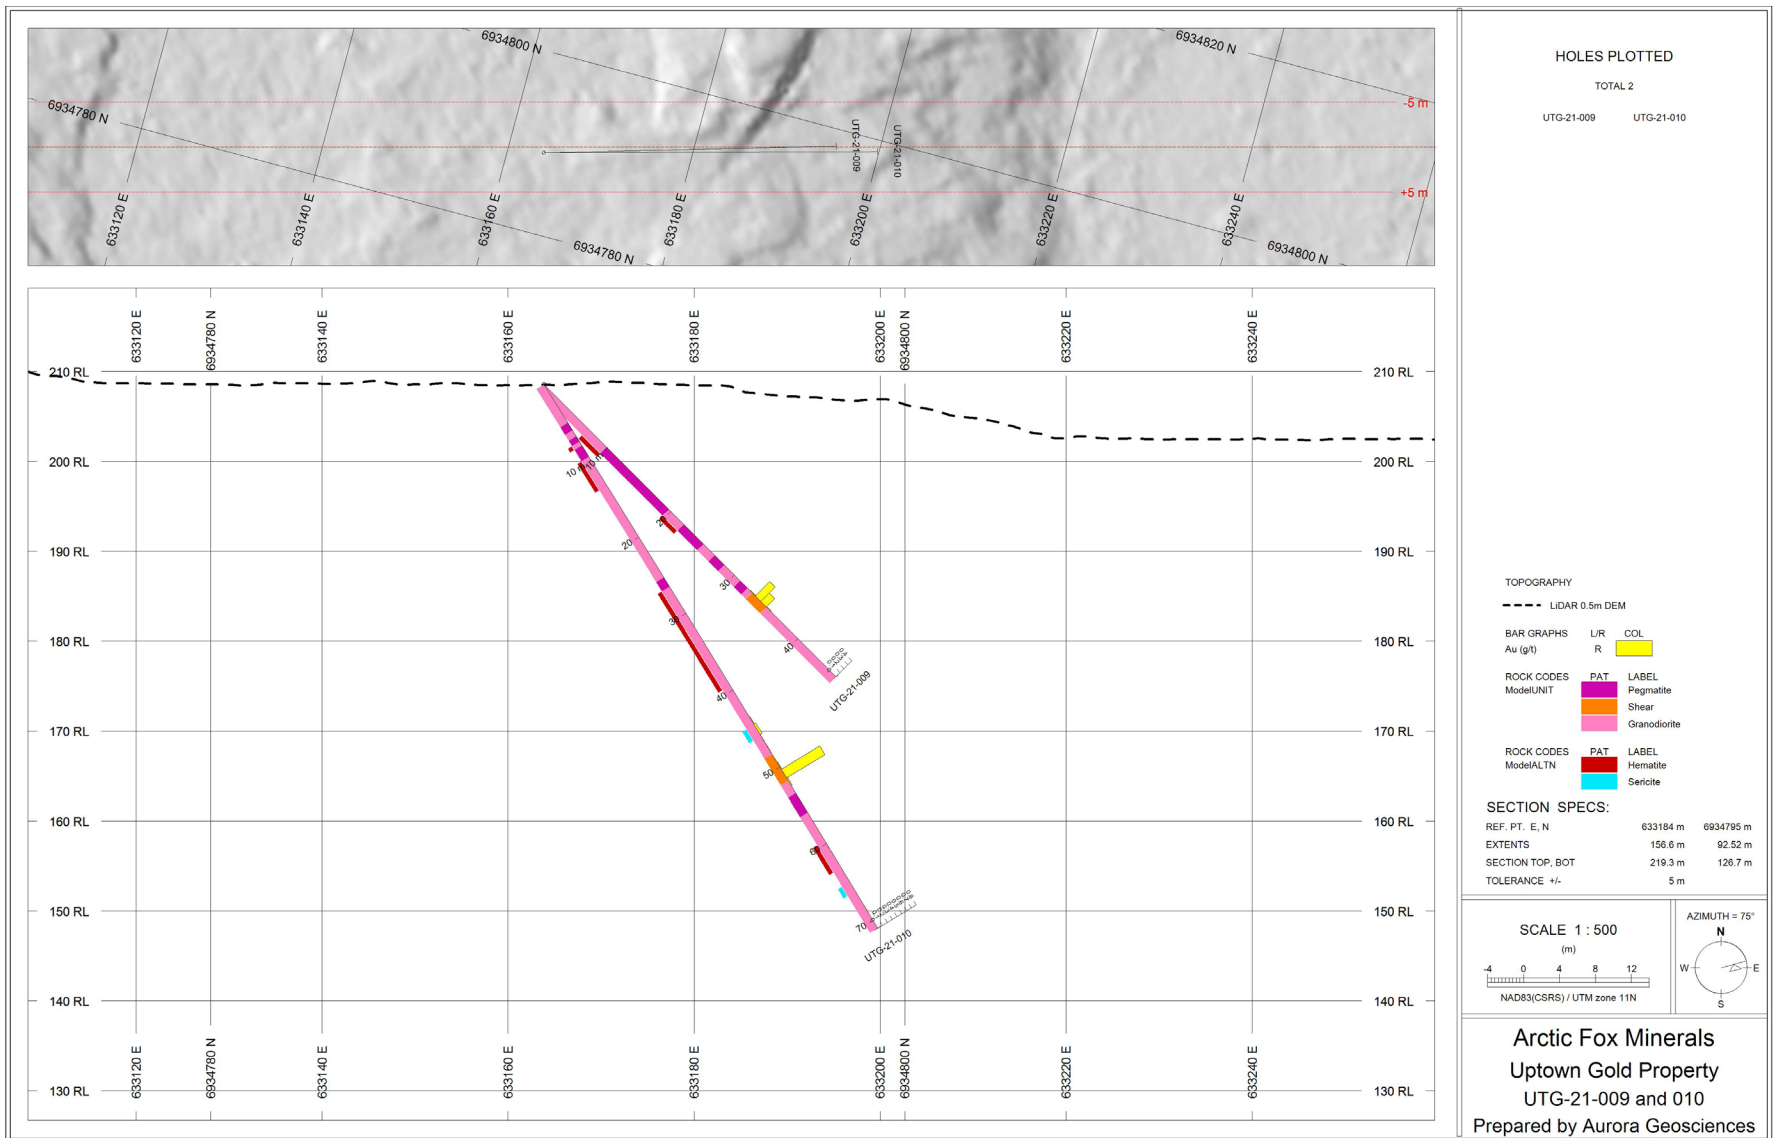 6934800 N
6934820 N
6934780 N
-5 m
UTG-21-009
UTG-21-010
+5 m
633120 E
633140 E
633160 E
633180 E
633200 E
633220 E
633240 E
6934780 N
6934800 N
633120 E
6934780 N
633140 E
633160 E
633180 E
633200 E
6934800 N
633220 E
633240 E
210 RL
210 RL
200 RL
200 RL
10 m
190 RL
190 RL
20
30
180 RL
180 RL
30
40
UTG-21-009
170 RL
170 RL
40
50
160 RL
160 RL
60
150 RL
150 RL
70
UTG-21-010
140 RL
140 RL
130 RL
130 RL
633120 E
6934780 N
633140 E
633160 E
633180 E
633200 E
6934800 N
633220 E
633240 E
HOLES PLOTTED
TOTAL 2
UTG-21-009 UTG-21-010
TOPOGRAPHY
LiDAR 0.5m DEM
BAR GRAPHS L/R COL
Au (g/t) R
ROCK CODES PAT LABEL
ModelUNIT Pegmatite
Shear
Granodiorite
ROCK CODES PAT LABEL
ModelALTN Hematite
Sericite
SECTION SPECS:
REF. PT. E, N 633184 m 6934795 m
EXTENTS 156.6 m 92.52 m
SECTION TOP, BOT 219.3 m 126.7 m
TOLERANCE +/- 5 m
SCALE 1 : 500
(m)
-4 0 4 8 12
NAD83(CSRS) / UTM zone 11N
AZIMUTH = 75°
N
W E
S
Arctic Fox Minerals
Uptown Gold Property
UTG-21-009 and 010
Prepared by Aurora Geosciences